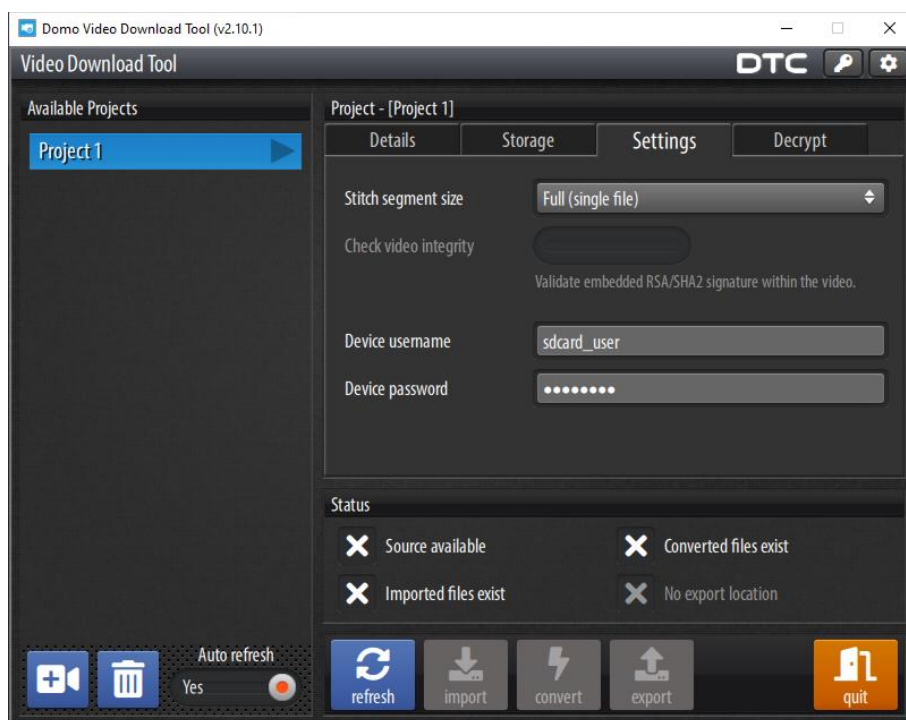 Domo Video Download Tool (v2.10.1)
Video Download Tool
DTC
Available Projects
Project 1
Auto refresh
Yes
Project - [Project 1]
Details Storage Settings Decrypt
Stitch segment size Full (single file)
Check video integrity
Validate embedded RSA/SHA2 signature within the video.
Device username sdcard_user
Device password ••••••••
Status
Source available Converted files exist
Imported files exist No export location
refresh import convert export quit